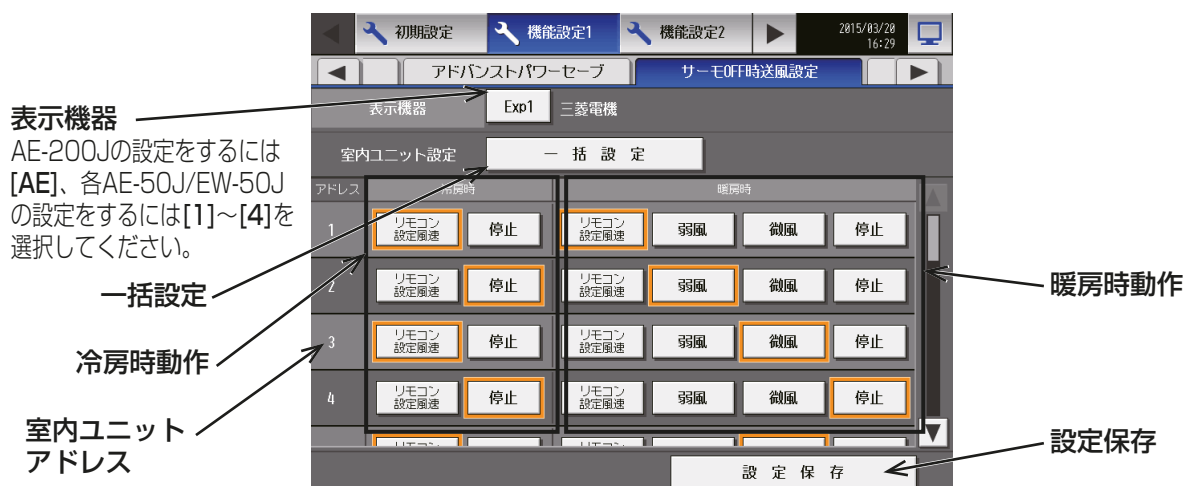 初期設定 機能設定1 機能設定2 2015/03/20
16:29
アドバンストパワーセーブ サーモOFF時送風設定
表示機器 Exp1 三菱電機
室内ユニット設定 一括設定
アドレス 冷房時 暖房時
1 リモコン設定風速 停止 リモコン設定風速 弱風 微風 停止
2 リモコン設定風速 停止 リモコン設定風速 弱風 微風 停止
3 リモコン設定風速 停止 リモコン設定風速 弱風 微風 停止
4 リモコン設定風速 停止 リモコン設定風速 弱風 微風 停止
設定保存
表示機器
AE-200Jの設定をするには
[AE]、各AE-50J/EW-50J
の設定をするには[1]~[4]を
選択してください。
一括設定
冷房時動作
室内ユニット
アドレス
暖房時動作
設定保存